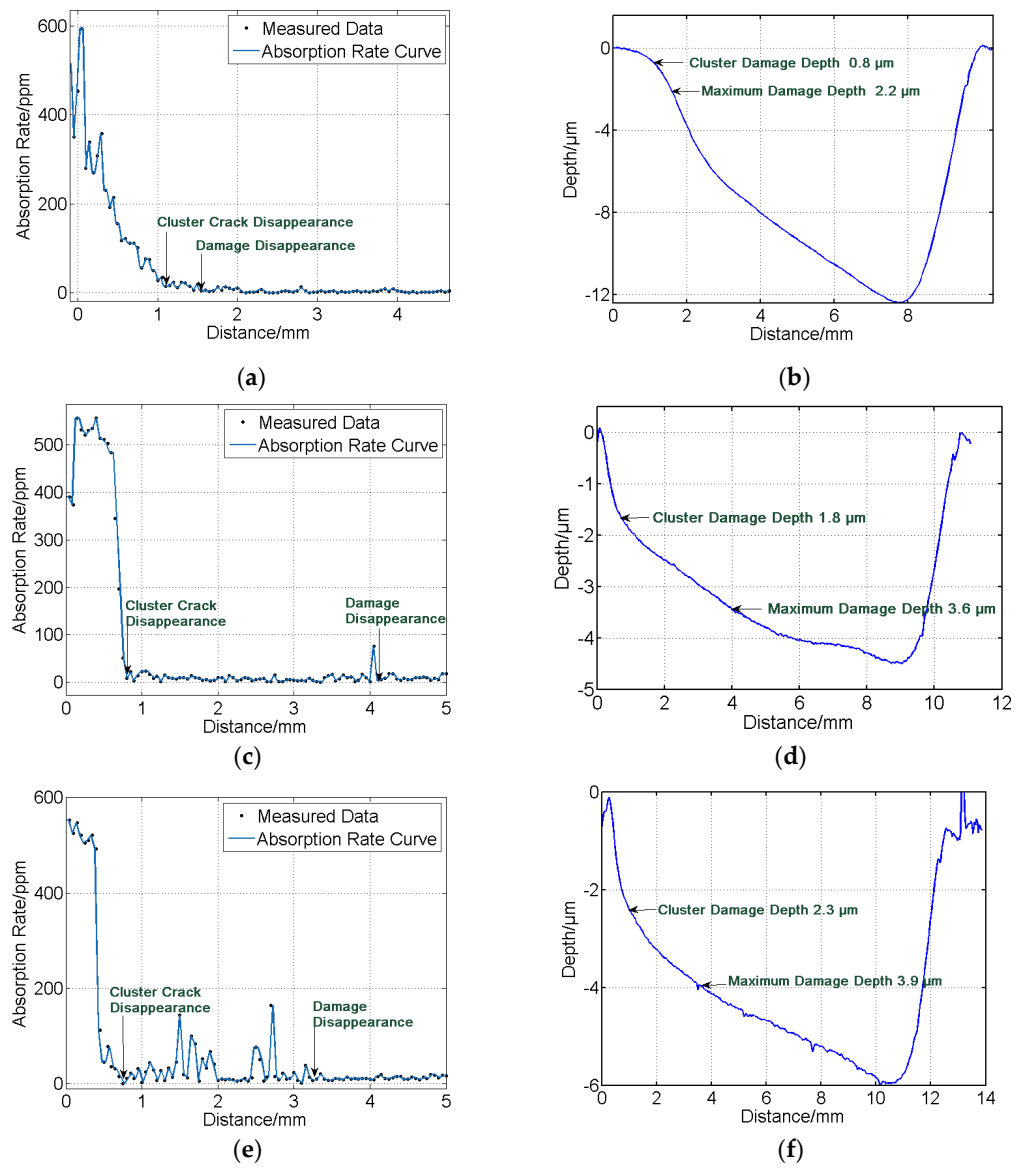 600
400
200
0
Absorption Rate/ppm
Measured Data
Absorption Rate Curve
Cluster Crack Disappearance
Damage Disappearance
0 1 2 3 4
Distance/mm
(a)
0
-4
-8
-12
Depth/µm
Cluster Damage Depth 0.8 µm
Maximum Damage Depth 2.2 µm
0 2 4 6 8
Distance/mm
(b)
500
400
300
200
100
0
Absorption Rate/ppm
Measured Data
Absorption Rate Curve
Cluster Crack
Disappearance
Damage
Disappearance
0 1 2 3 4 5
Distance/mm
(c)
0
-1
-2
-3
-4
-5
Depth/µm
Cluster Damage Depth 1.8 µm
Maximum Damage Depth 3.6 µm
0 2 4 6 8 10 12
Distance/mm
(d)
600
400
200
0
Absorption Rate/ppm
Measured Data
Absorption Rate Curve
Cluster Crack
Disappearance
Damage
Disappearance
0 1 2 3 4 5
Distance/mm
(e)
0
-2
-4
-6
Depth/µm
Cluster Damage Depth 2.3 µm
Maximum Damage Depth 3.9 µm
0 2 4 6 8 10 12 14
Distance/mm
(f)